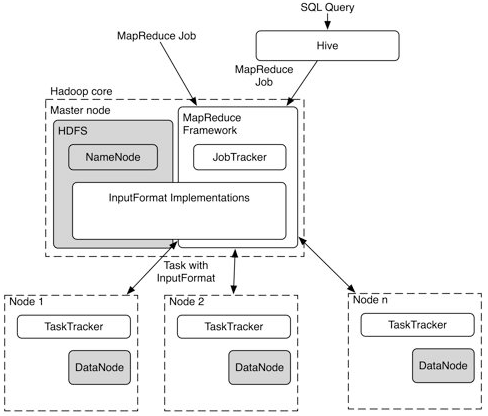 SQL Query
MapReduce Job
Hive
MapReduce
Job
Hadoop core
Master node
HDFS
MapReduce
Framework
NameNode
JobTracker
InputFormat Implementations
Task with
InputFormat
Node 1
Node 2
Node n
TaskTracker
TaskTracker
TaskTracker
DataNode
DataNode
DataNode